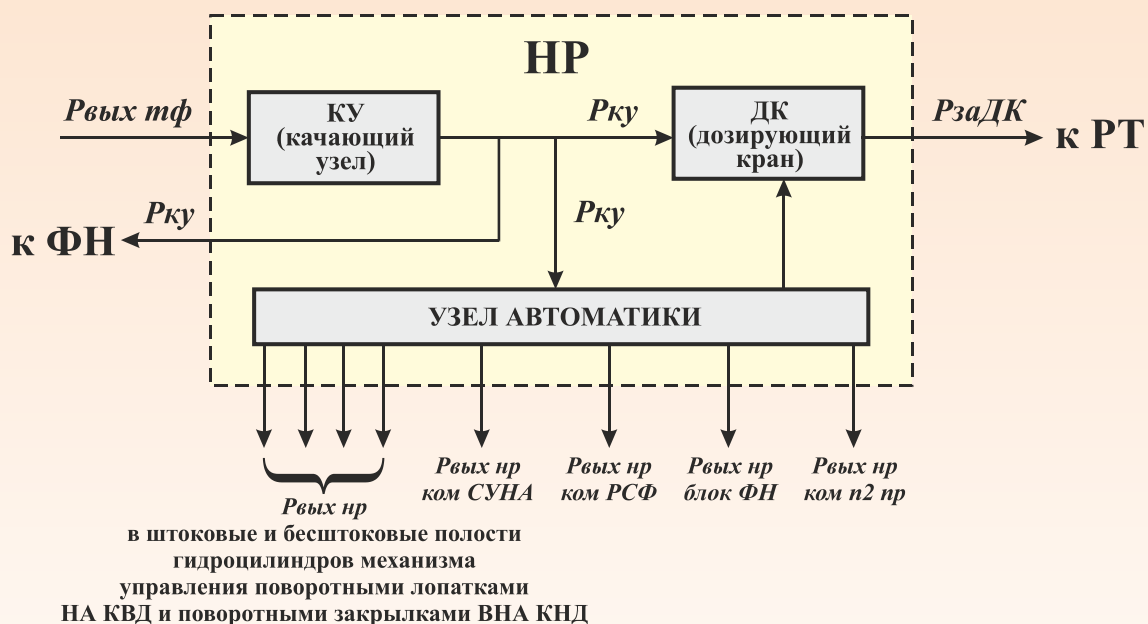 НР
Рвых тф
КУ
(качающий
узел)
Рку
ДК
(дозирующий
кран)
РзаДК
к РТ
Рку
Рку
к ФН
УЗЕЛ АВТОМАТИКИ
Рвых нр
ком СУНА
Рвых нр
ком РСФ
Рвых нр
блок ФН
Рвых нр
ком п2 пр
Рвых нр
в штоковые и бесштоковые полости
гидроцилиндров механизма
управления поворотными лопатками
НА КВД и поворотными закрылками ВНА КНД